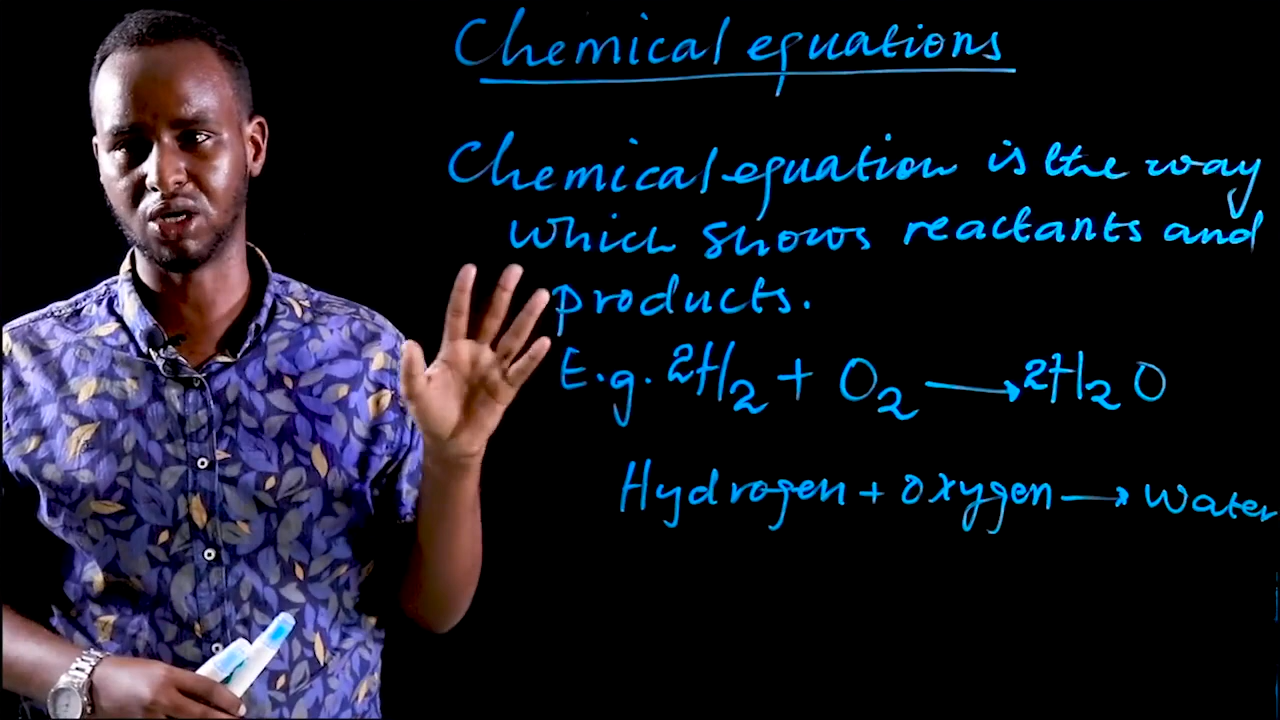 Chemical equations
Chemical equation is the way
which shows reactants and
products.
E.g. 2H₂ + O₂ → 2H₂O
Hydrogen + oxygen → water